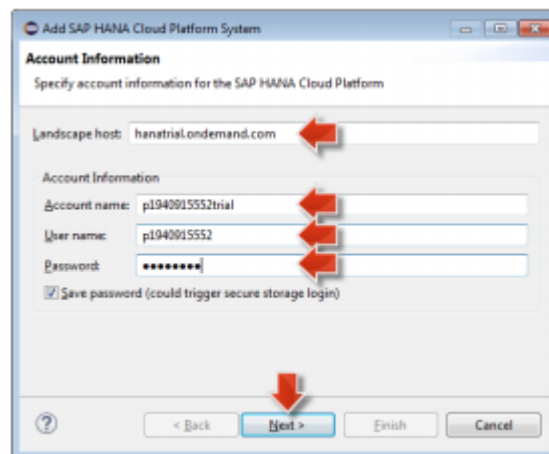 Add SAP HANA Cloud Platform System
Account Information
Specify account information for the SAP HANA Cloud Platform
Landscape host: hanatrial.ondemand.com
Account Information
Account name: p1940915552trial
User name: p1940915552
Password: ●●●●●●●●
Save password (could trigger secure storage login)
? < Back Next > Finish Cancel